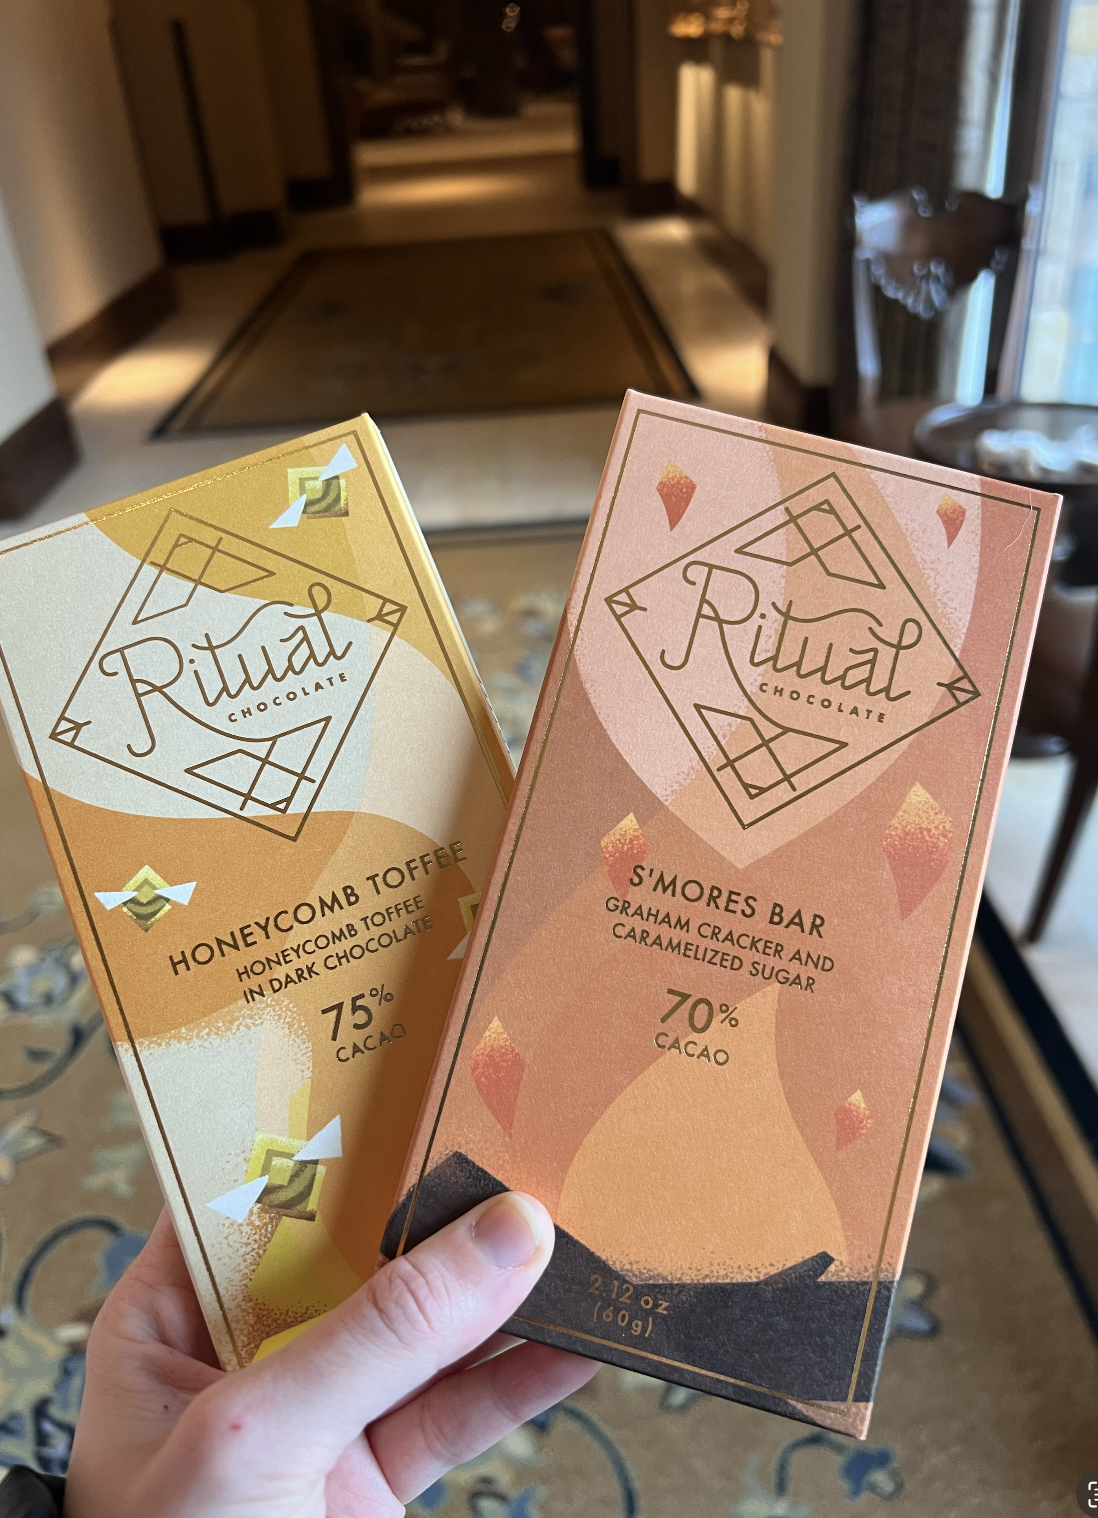 Ritual
CHOCOLATE
HONEYCOMB TOFFEE
HONEYCOMB TOFFEE
IN DARK CHOCOLATE
75%
CACAO
Ritual
CHOCOLATE
S'MORES BAR
GRAHAM CRACKER AND
CARAMELIZED SUGAR
70%
CACAO
2.12 oz
(60g)